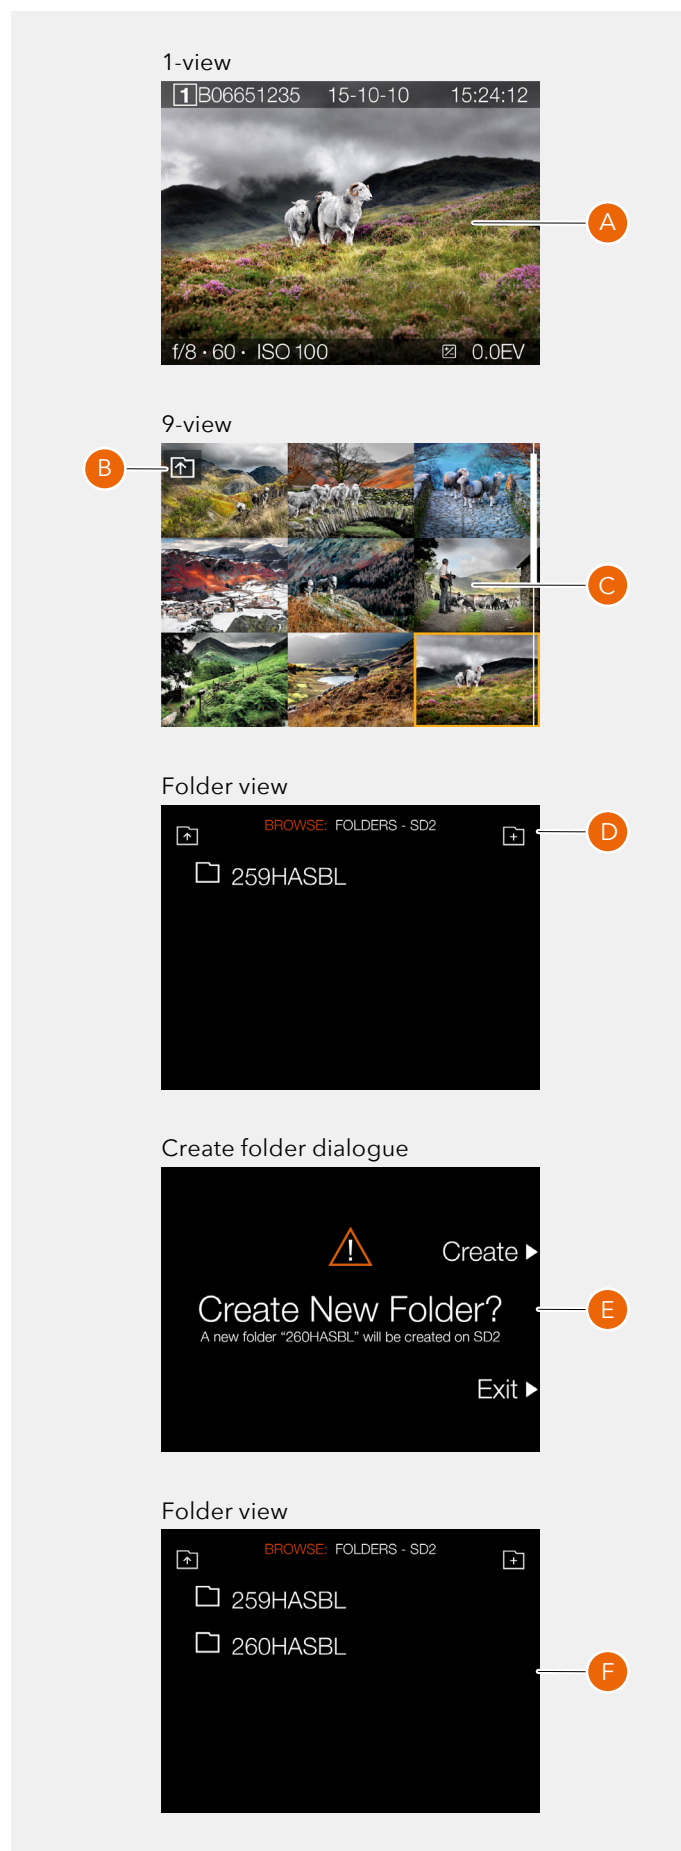 1-view
1 B06651235 15-10-10 15:24:12
A
f/8 · 60 · ISO 100 0.0EV
9-view
B
C
Folder view
BROWSE: FOLDERS - SD2
D
259HASBL
Create folder dialogue
Create
Create New Folder?
E
A new folder “260HASBL” will be created on SD2
Exit
Folder view
BROWSE: FOLDERS - SD2
259HASBL
260HASBL
F